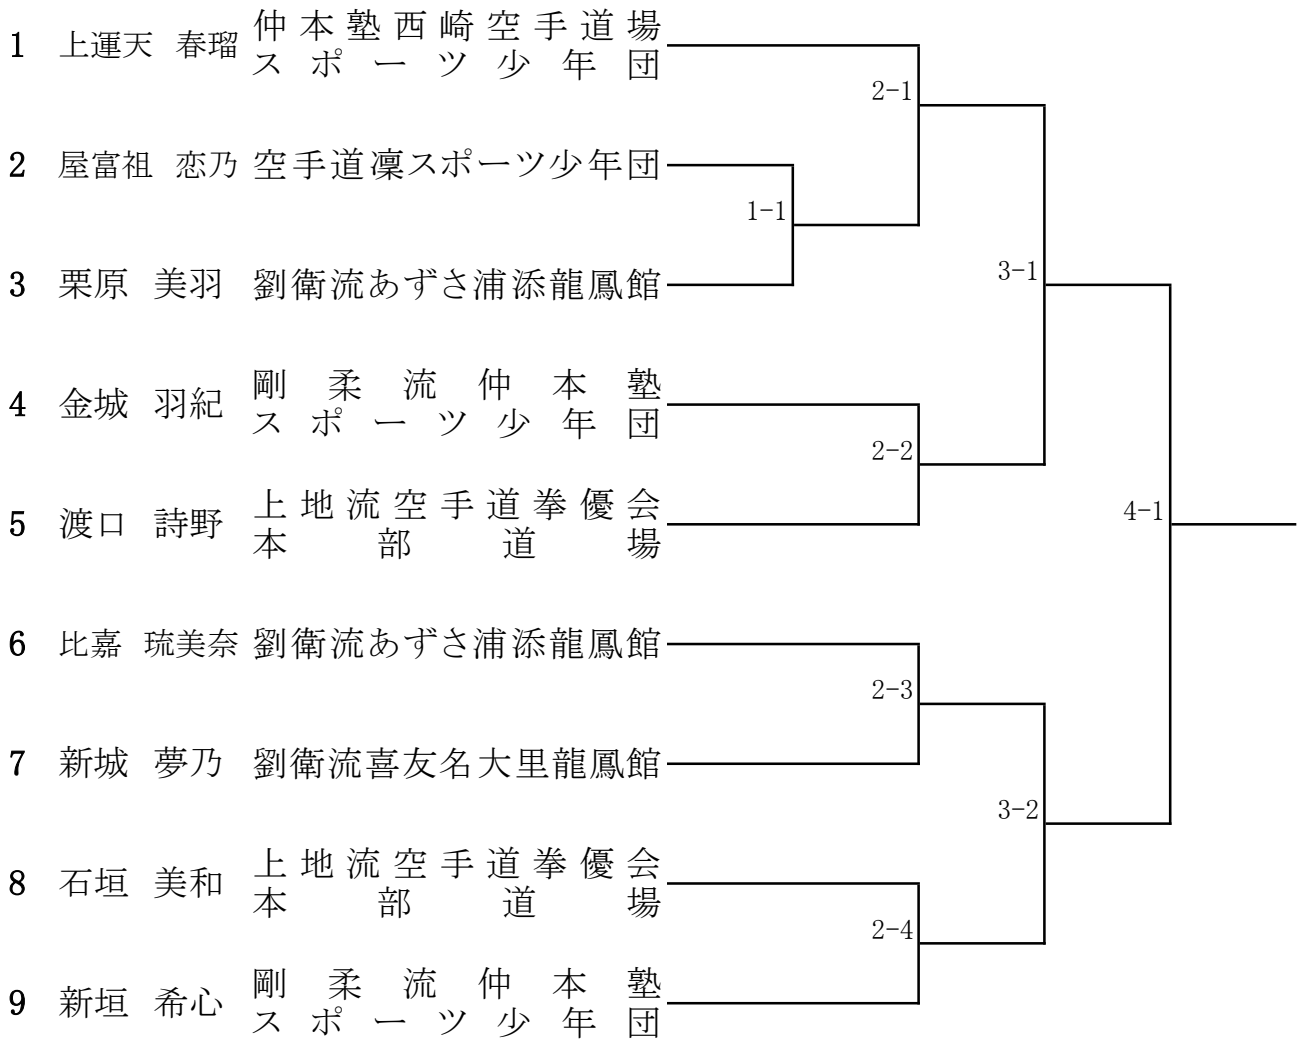 1 上運天 春瑠 仲本塾西崎空手道場
スポーツ少年団
2-1
2 屋富祖 恋乃 空手道凜スポーツ少年団
1-1
3 栗原 美羽 劉衛流あずさ浦添龍鳳館
3-1
4 金城 羽紀 剛柔流仲本塾
スポーツ少年団
2-2
5 渡口 詩野 上地流空手道拳優会
本部道場
4-1
6 比嘉 琉美奈 劉衛流あずさ浦添龍鳳館
2-3
7 新城 夢乃 劉衛流喜友名大里龍鳳館
3-2
8 石垣 美和 上地流空手道拳優会
本部道場
2-4
9 新垣 希心 剛柔流仲本塾
スポーツ少年団